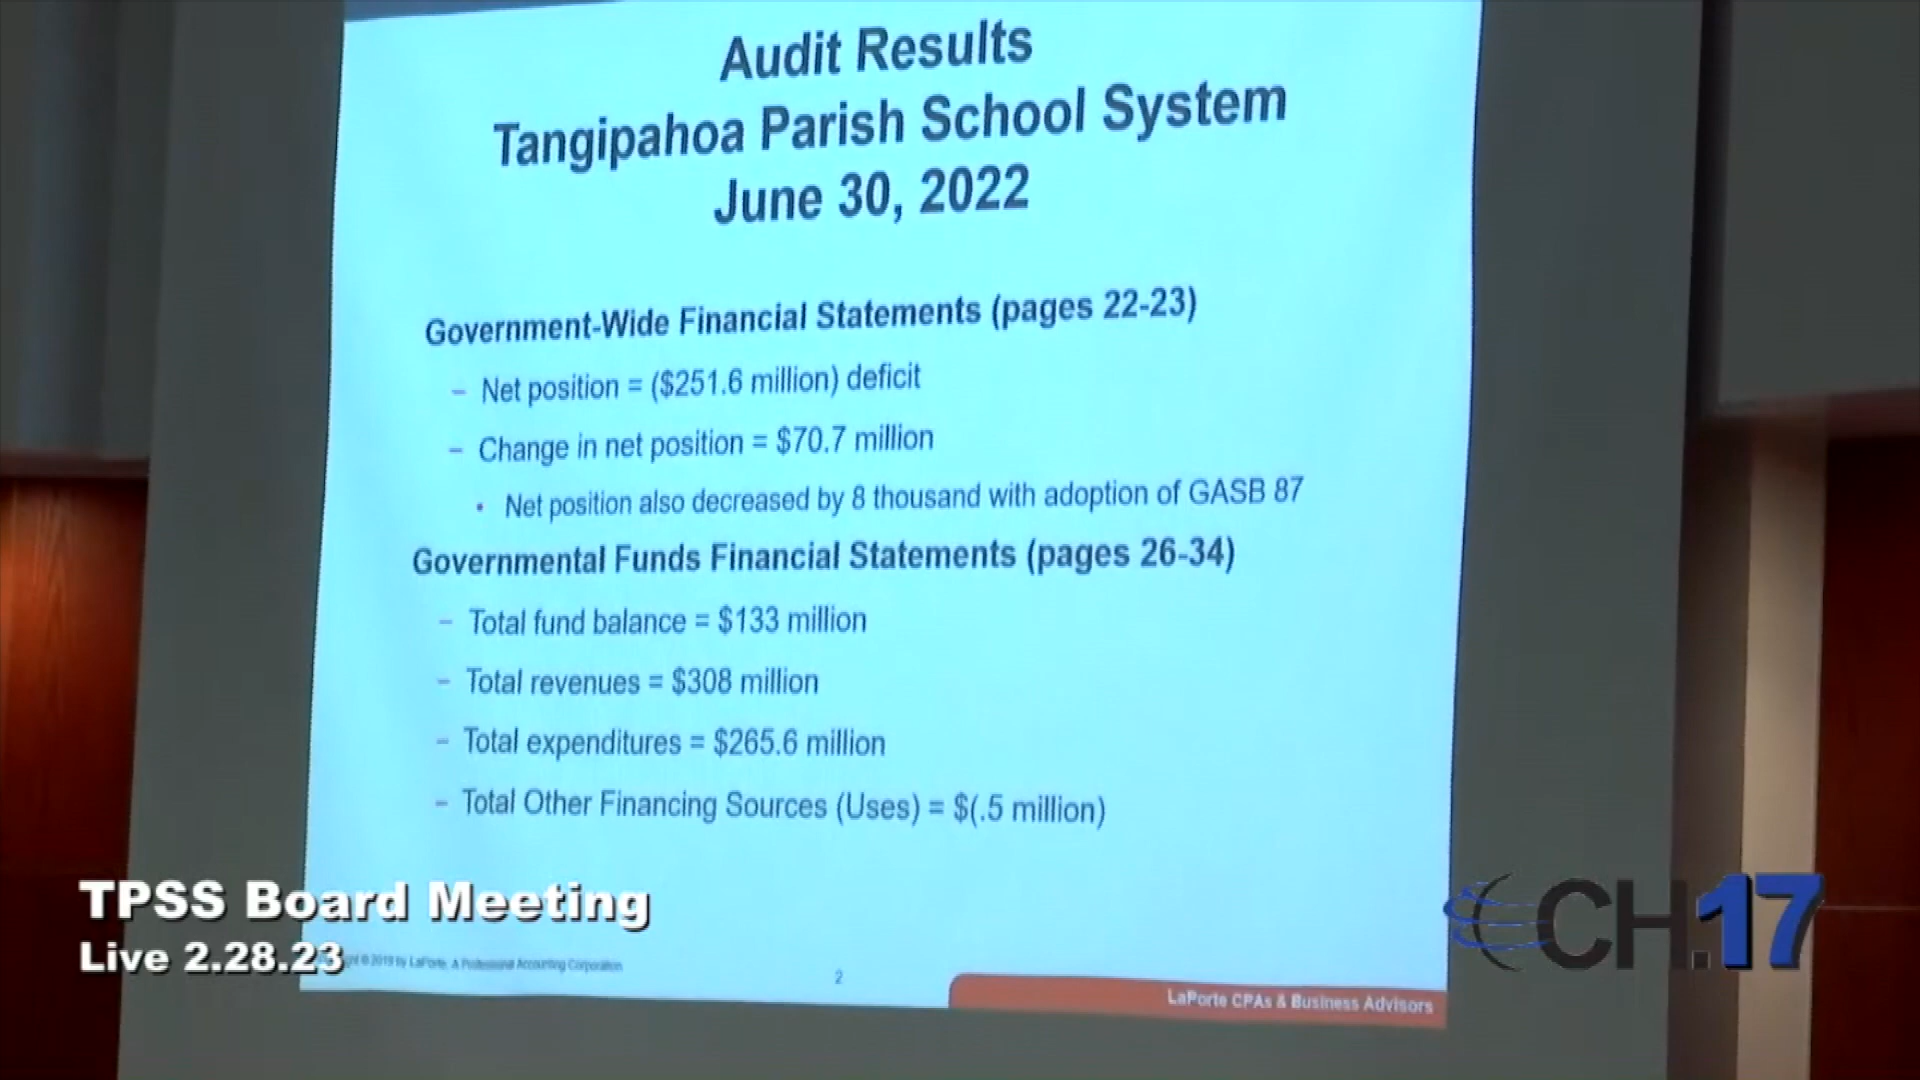 Audit Results
Tangipahoa Parish School System
June 30, 2022
Government-Wide Financial Statements (pages 22-23)
– Net position = ($251.6 million) deficit
– Change in net position = $70.7 million
• Net position also decreased by 8 thousand with adoption of GASB 87
Governmental Funds Financial Statements (pages 26-34)
– Total fund balance = $133 million
– Total revenues = $308 million
– Total expenditures = $265.6 million
– Total Other Financing Sources (Uses) = $(.5 million)
TPSS Board Meeting
Live 2.28.23
CH.17
© 2019 by LaPorte, A Professional Accounting Corporation
2
LaPorte CPAs & Business Advisors